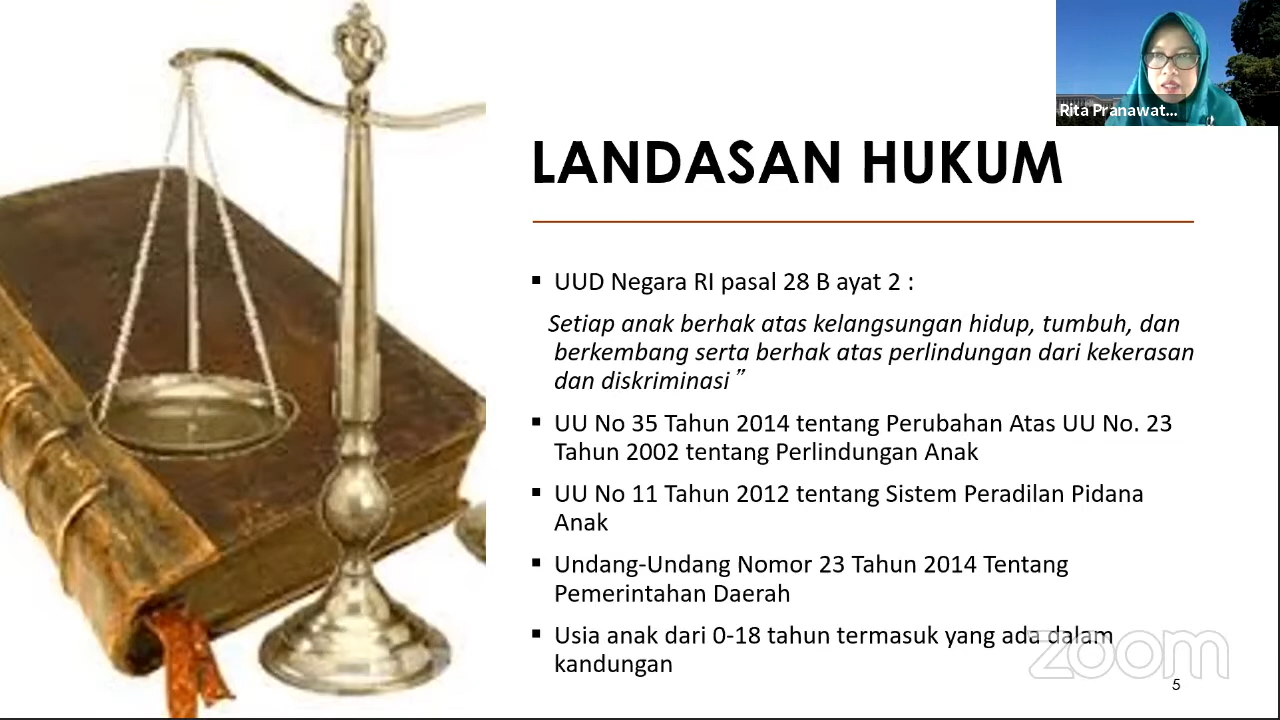 Rita Pranawat...
LANDASAN HUKUM
▪ UUD Negara RI pasal 28 B ayat 2 :
Setiap anak berhak atas kelangsungan hidup, tumbuh, dan
berkembang serta berhak atas perlindungan dari kekerasan
dan diskriminasi ”
▪ UU No 35 Tahun 2014 tentang Perubahan Atas UU No. 23
Tahun 2002 tentang Perlindungan Anak
▪ UU No 11 Tahun 2012 tentang Sistem Peradilan Pidana
Anak
▪ Undang-Undang Nomor 23 Tahun 2014 Tentang
Pemerintahan Daerah
▪ Usia anak dari 0-18 tahun termasuk yang ada dalam
kandungan
zoom
5